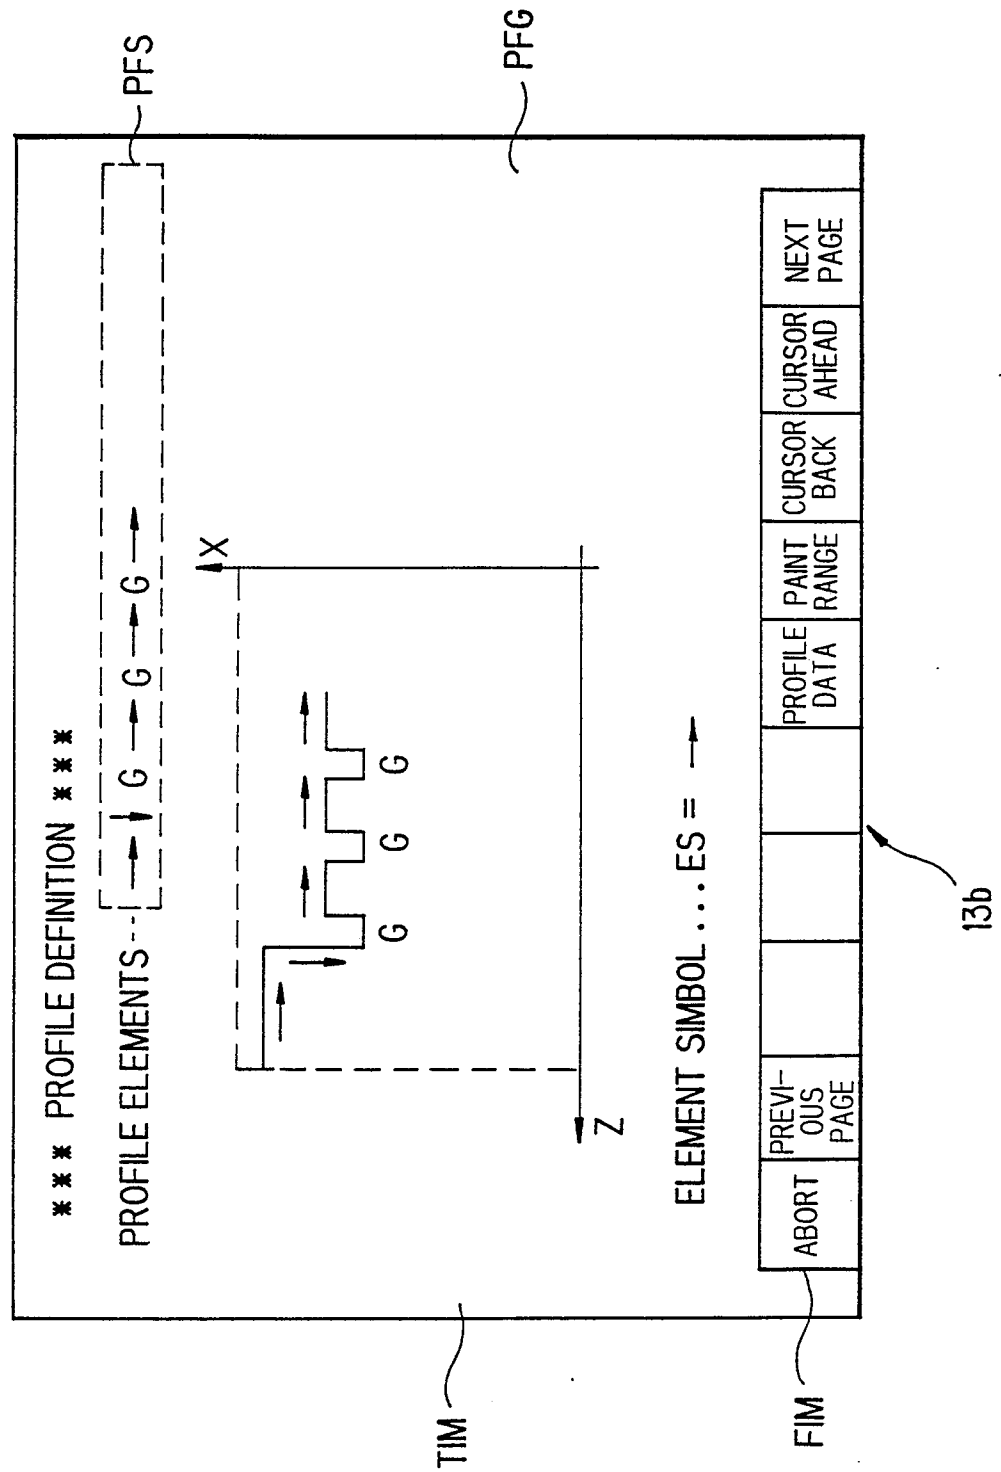 *** PROFILE DEFINITION ***
PROFILE ELEMENTS--- → ↓ G → G → G →
PFS
X
G G G
Z
PFG
ELEMENT SIMBOL....ES= →
TIM
FIM
ABORT
PREVI-
OUS
PAGE
PROFILE
DATA
PAINT
RANGE
CURSOR
BACK
CURSOR
AHEAD
NEXT
PAGE
13b